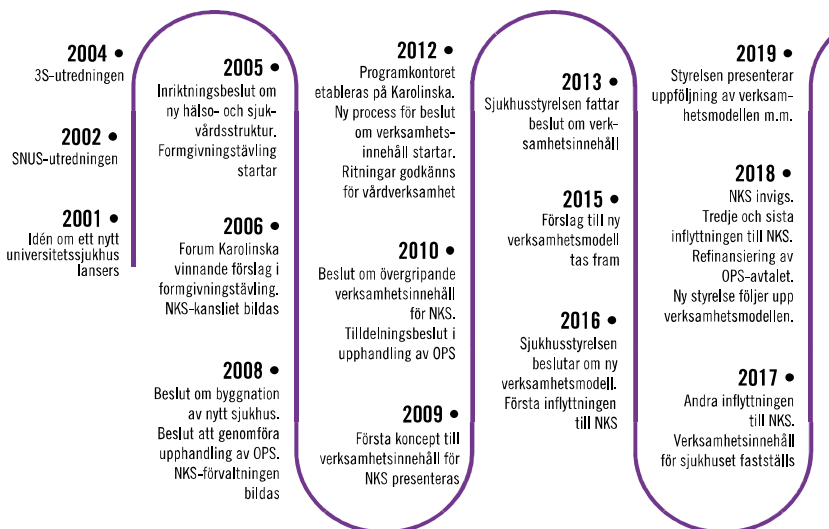 2004
3S-utredningen
2002
SNUS-utredningen
2001
Idén om ett nytt
universitetssjukhus
lansers
2005
Inriktningsbeslut om
ny hälso- och sjuk-
vårdsstruktur.
Formgivningstävling
startar
2006
Forum Karolinska
vinnande förslag i
formgivningstävling.
NKS-kansliet bildas
2008
Beslut om byggnation
av nytt sjukhus.
Beslut att genomföra
upphandling av OPS.
NKS-förvaltningen
bildas
2012
Programkontoret
etableras på Karolinska.
Ny process för beslut
om verksamhets-
innehåll startar.
Ritningar godkänns
för vårdverksamhet
2010
Beslut om övergripande
verksamhetsinnehåll
för NKS.
Tilldelningsbeslut i
upphandling av OPS
2009
Första koncept till
verksamhetsinnehåll för
NKS presenteras
2013
Sjukhusstyrelsen fattar
beslut om verk-
samhetsinnehåll
2015
Förslag till ny
verksamhetsmodell
tas fram
2016
Sjukhusstyrelsen
beslutar om ny
verksamhetsmodell.
Första inflyttningen
till NKS
2019
Styrelsen presenterar
uppföljning av verksam-
hetsmodellen m.m.
2018
NKS invigs.
Tredje och sista
inflyttningen till NKS.
Refinansiering av
OPS-avtalet.
Ny styrelse följer upp
verksamhetsmodellen.
2017
Andra inflyttningen
till NKS.
Verksamhetsinnehåll
för sjukhuset fastställs